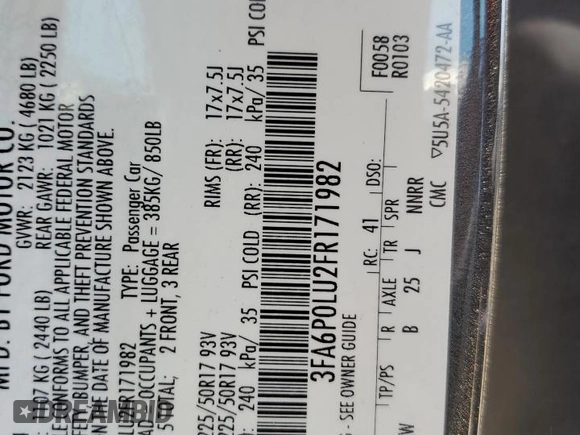 MFD. BY FORD MOTOR CO.
GVWR: 2123 KG ( 4680 LB)
KG ( 2440 LB) REAR GAWR: 1021 KG ( 2250 LB)
CONFORMS TO ALL APPLICABLE FEDERAL MOTOR
BUMPER, AND THEFT PREVENTION STANDARDS
THE DATE OF MANUFACTURE SHOWN ABOVE.
FR171982 TYPE: Passenger Car
OCCUPANTS + LUGGAGE = 385KG/ 850LB
TOTAL: 2 FRONT, 3 REAR
225/50R17 93V RIMS (FR): 17x7.5J
225/50R17 93V (RR): 17x7.5J
240 kPa/ 35 PSI COLD (RR): 240 kPa/ 35 PSI COLD
3FA6P0LU2FR171982
- SEE OWNER GUIDE RC: 41 DSO: F0058
R0103
TP/PS R AXLE TR SPR
W B 25 J NNRR
CMC ▽5U5A-5420472-AA
DREAMBID